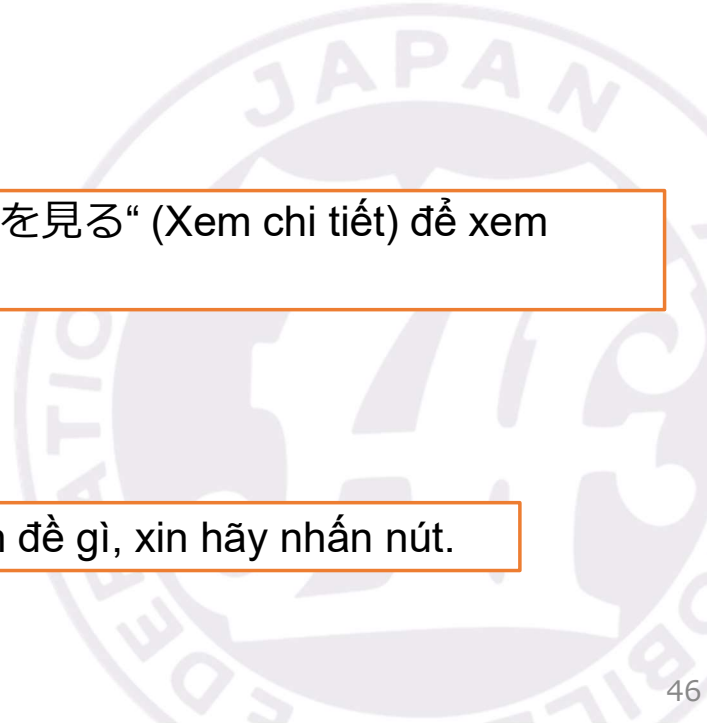 JAPAN
を見る“ (Xem chi tiết) để xem
đề gì, xin hãy nhấn nút.
46